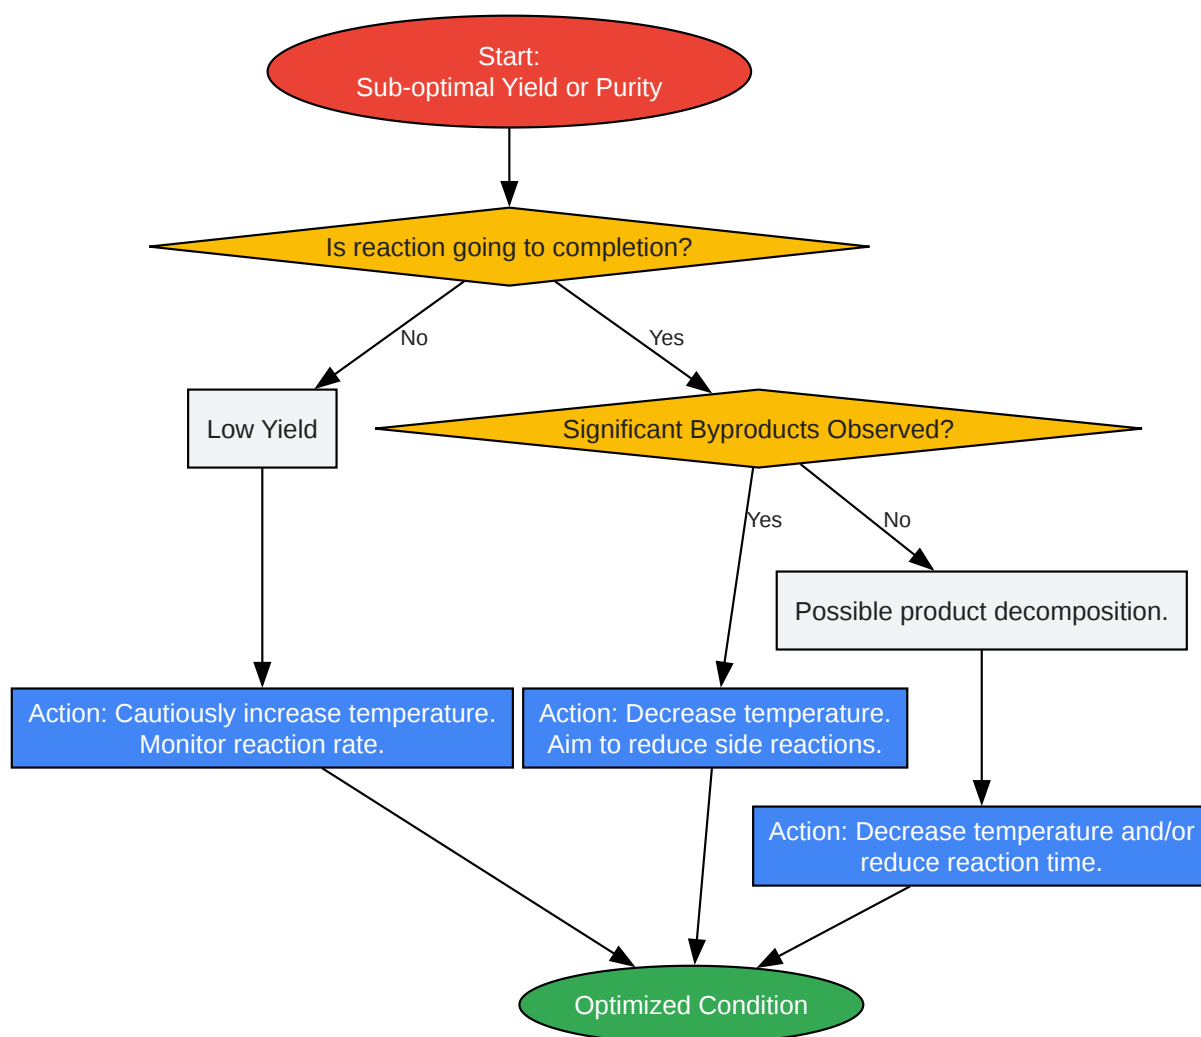 Start:
Sub-optimal Yield or Purity
Is reaction going to completion?
No
Yes
Low Yield
Significant Byproducts Observed?
Yes
No
Possible product decomposition.
Action: Cautiously increase temperature.
Monitor reaction rate.
Action: Decrease temperature.
Aim to reduce side reactions.
Action: Decrease temperature and/or
reduce reaction time.
Optimized Condition